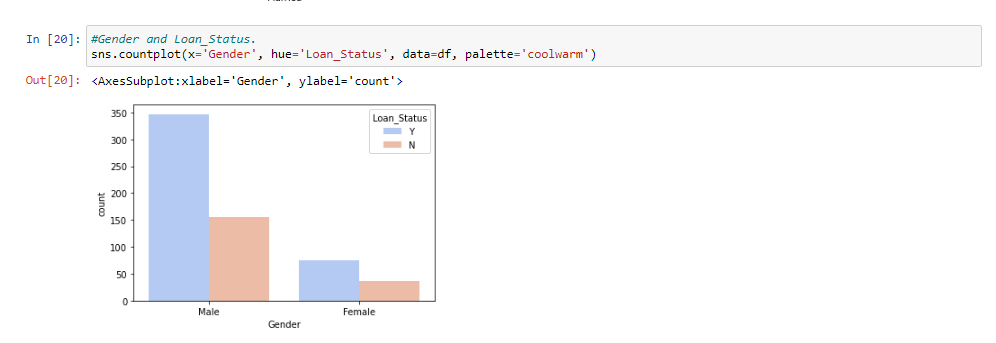 In [20]: #Gender and Loan_Status.
sns.countplot(x='Gender', hue='Loan_Status', data=df, palette='coolwarm')
Out[20]: <AxesSubplot:xlabel='Gender', ylabel='count'>
Loan_Status
Y
N
350
300
250
200
150
100
50
0
count
Male Female
Gender